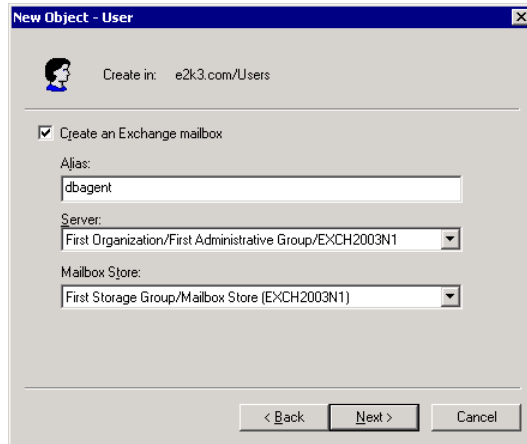 New Object - User
Create in: e2k3.com/Users
Create an Exchange mailbox
Alias:
dbagent
Server:
First Organization/First Administrative Group/EXCH2003N1
Mailbox Store:
First Storage Group/Mailbox Store (EXCH2003N1)
< Back Next > Cancel